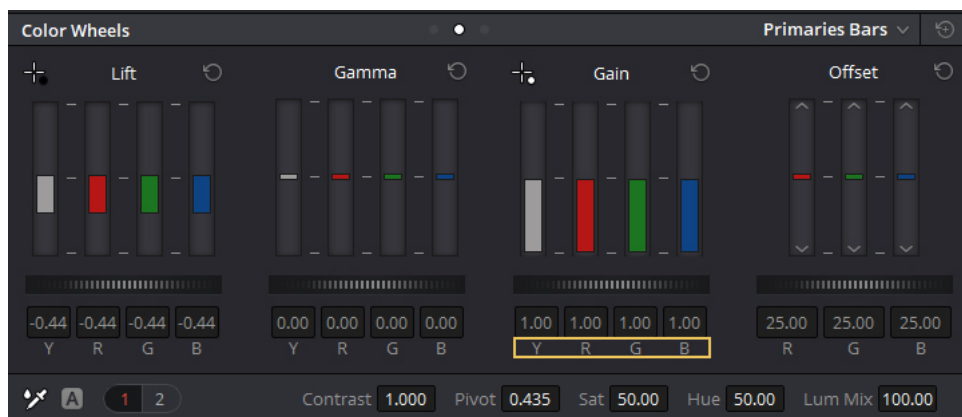 Color Wheels Primaries Bars
Lift Gamma Gain Offset
-0.44 -0.44 -0.44 -0.44 0.00 0.00 0.00 0.00 1.00 1.00 1.00 1.00 25.00 25.00 25.00
Y R G B Y R G B Y R G B R G B
A 1 2 Contrast 1.000 Pivot 0.435 Sat 50.00 Hue 50.00 Lum Mix 100.00